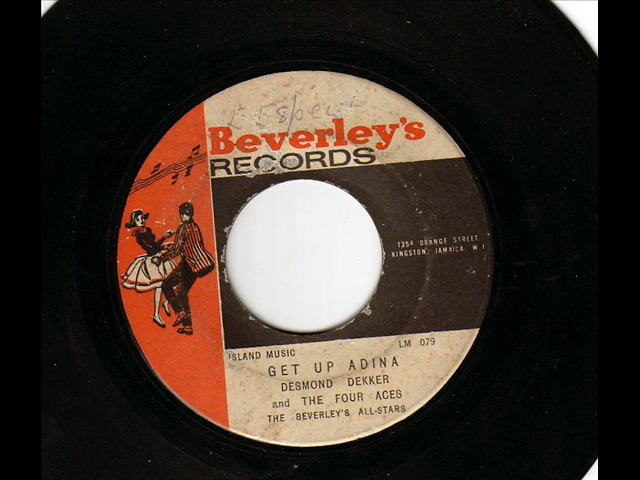 Beverley's
RECORDS
135ᴬ ORANGE STREET,
KINGSTON, JAMAICA W I
ISLAND MUSIC
LM 079
GET UP ADINA
DESMOND DEKKER
and THE FOUR ACES
THE BEVERLEY'S ALL-STARS